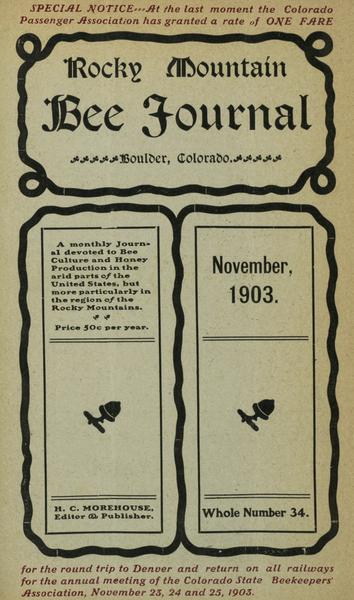 SPECIAL NOTICE---At the last moment the Colorado
Passenger Association has granted a rate of ONE FARE
Rocky Mountain
Bee Journal
Boulder, Colorado.
A monthly Journ-
al devoted to Bee
Culture and Honey
Production in the
arid parts of the
United States, but
more particularly in
the region of the
Rocky Mountains.
Price 50c per year.
H. C. MOREHOUSE,
Editor & Publisher.
November,
1903.
Whole Number 34.
for the round trip to Denver and return on all railways
for the annual meeting of the Colorado State Beekeepers'
Association, November 23, 24 and 25, 1903.